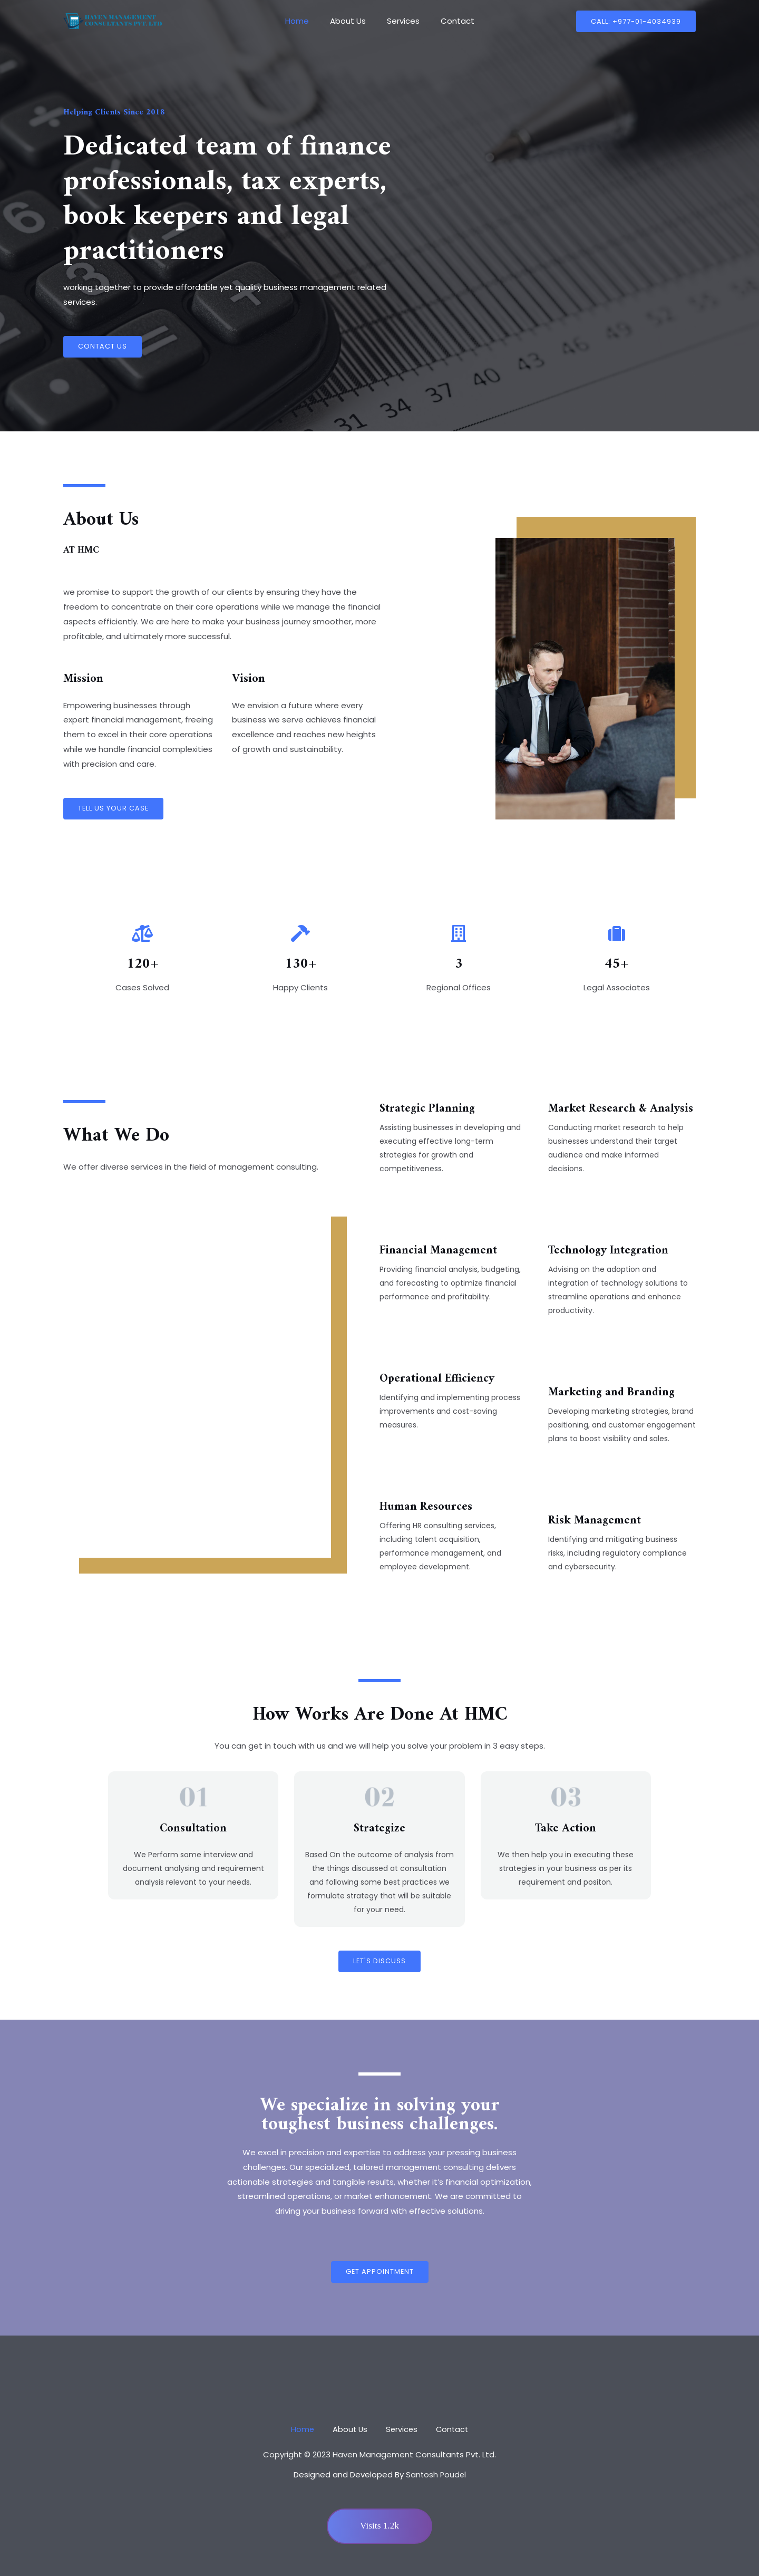 HAVEN MANAGEMENT
CONSULTANTS PVT. LTD.
Home
About Us
Services
Contact
CALL: +977-01-4034939
Helping Clients Since 2018
Dedicated team of finance
professionals, tax experts,
book keepers and legal
practitioners
working together to provide affordable yet quality business management related
services.
CONTACT US
31 34 37 40 43 46 49 52
About Us
AT HMC
we promise to support the growth of our clients by ensuring they have the
freedom to concentrate on their core operations while we manage the financial
aspects efficiently. We are here to make your business journey smoother, more
profitable, and ultimately more successful.
Mission
Empowering businesses through
expert financial management, freeing
them to excel in their core operations
while we handle financial complexities
with precision and care.
Vision
We envision a future where every
business we serve achieves financial
excellence and reaches new heights
of growth and sustainability.
TELL US YOUR CASE
120+
Cases Solved
130+
Happy Clients
3
Regional Offices
45+
Legal Associates
What We Do
We offer diverse services in the field of management consulting.
Strategic Planning
Assisting businesses in developing and
executing effective long-term
strategies for growth and
competitiveness.
Market Research & Analysis
Conducting market research to help
businesses understand their target
audience and make informed
decisions.
Financial Management
Providing financial analysis, budgeting,
and forecasting to optimize financial
performance and profitability.
Technology Integration
Advising on the adoption and
integration of technology solutions to
streamline operations and enhance
productivity.
Operational Efficiency
Identifying and implementing process
improvements and cost-saving
measures.
Marketing and Branding
Developing marketing strategies, brand
positioning, and customer engagement
plans to boost visibility and sales.
Human Resources
Offering HR consulting services,
including talent acquisition,
performance management, and
employee development.
Risk Management
Identifying and mitigating business
risks, including regulatory compliance
and cybersecurity.
How Works Are Done At HMC
You can get in touch with us and we will help you solve your problem in 3 easy steps.
01
Consultation
We Perform some interview and
document analysing and requirement
analysis relevant to your needs.
02
Strategize
Based On the outcome of analysis from
the things discussed at consultation
and following some best practices we
formulate strategy that will be suitable
for your need.
03
Take Action
We then help you in executing these
strategies in your business as per its
requirement and positon.
LET'S DISCUSS
We specialize in solving your
toughest business challenges.
We excel in precision and expertise to address your pressing business
challenges. Our specialized, tailored management consulting delivers
actionable strategies and tangible results, whether it's financial optimization,
streamlined operations, or market enhancement. We are committed to
driving your business forward with effective solutions.
GET APPOINTMENT
Home
About Us
Services
Contact
Copyright © 2023 Haven Management Consultants Pvt. Ltd.
Designed and Developed By Santosh Poudel
Visits 1.2k